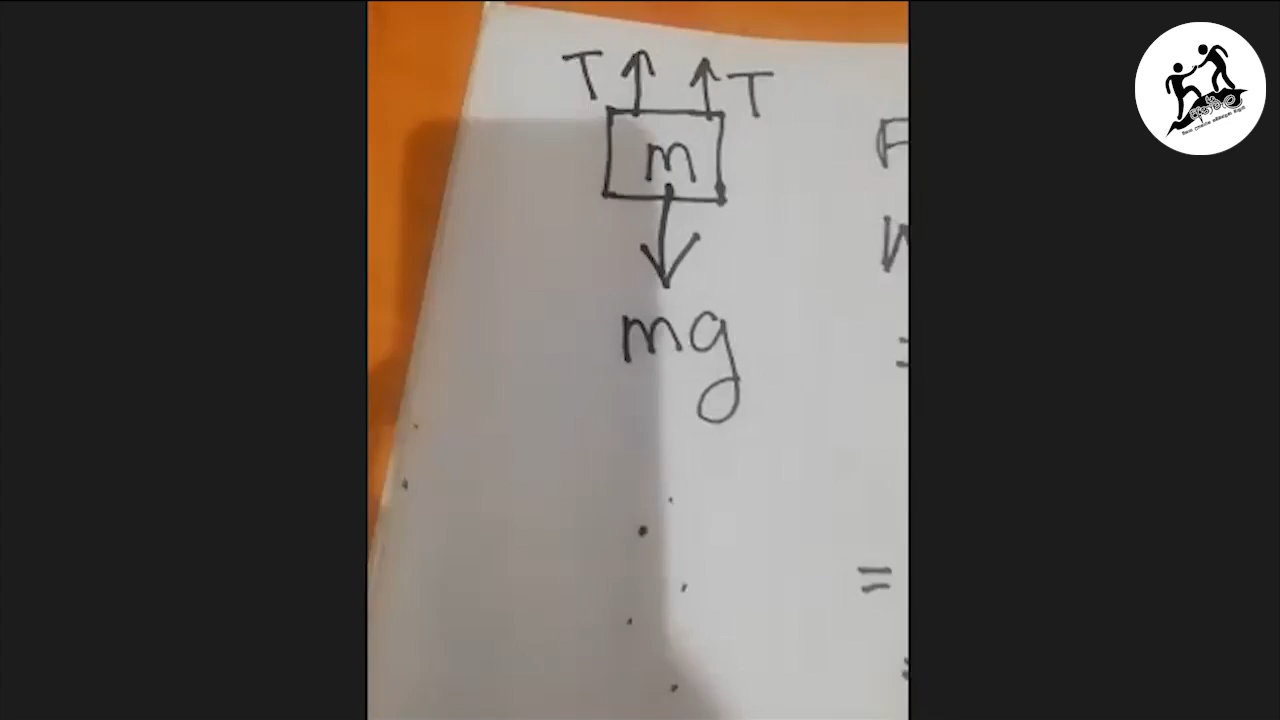 T T
m
mg
=
=